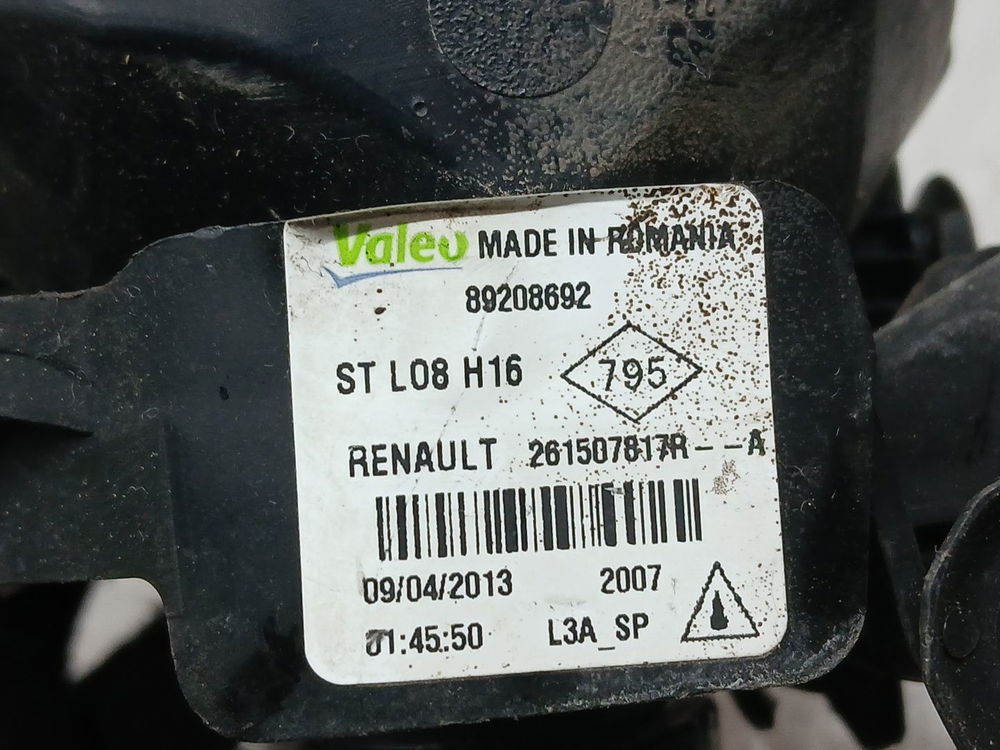 Valeo MADE IN ROMANIA
89208692
ST L08 H16 795
RENAULT 261507817R--A
09/04/2013 2007
01:45:50 L3A_SP